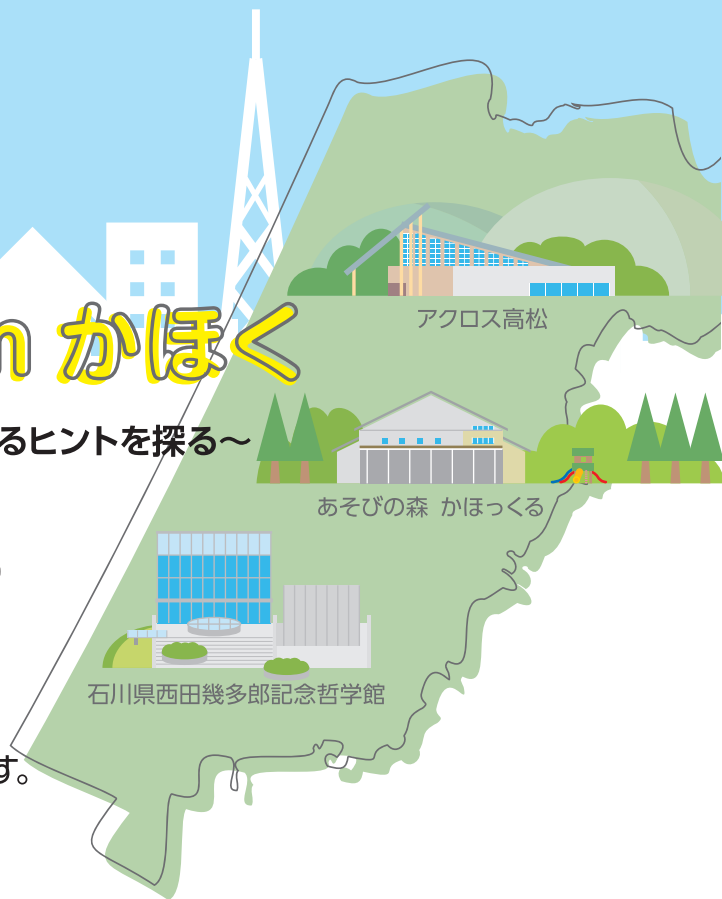 アクロス高松
n かほく
るヒントを探る～
あそびの森 かほっくる
石川県西田幾多郎記念哲学館
す。